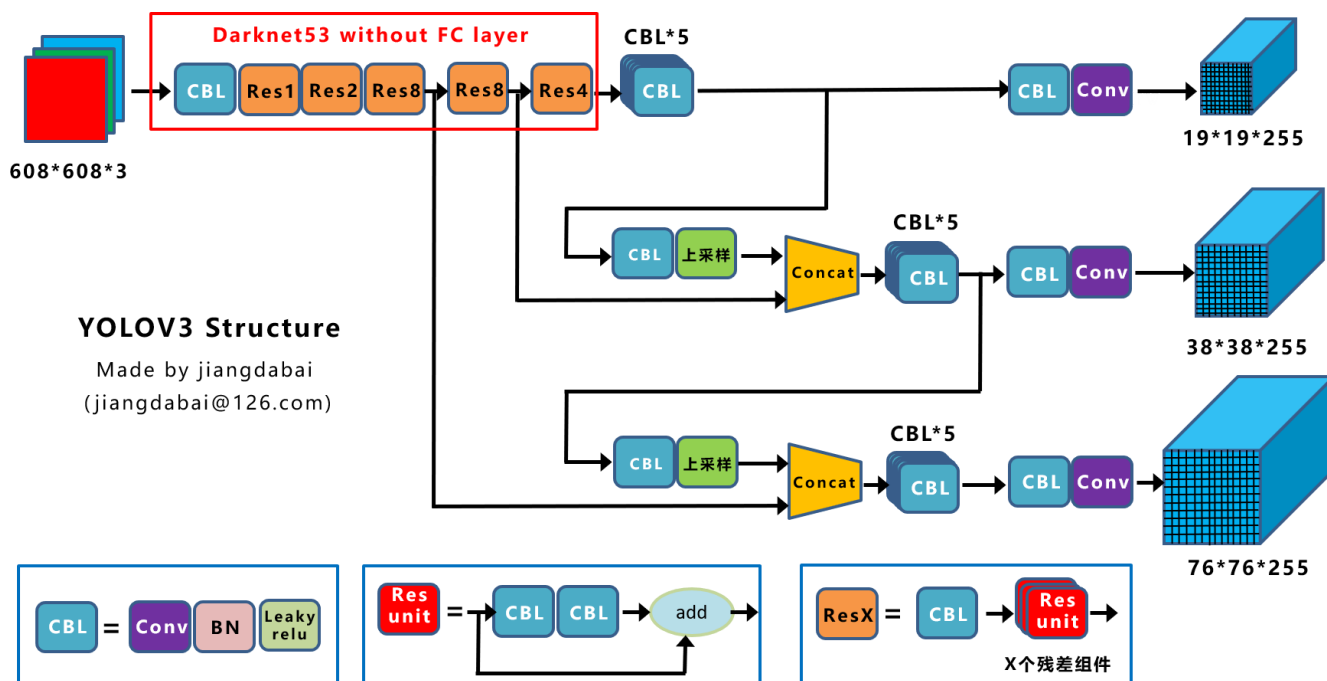 Darknet53 without FC layer
CBL*5
CBL
Res1
Res2
Res8
Res8
Res4
CBL
CBL
Conv
608*608*3
19*19*255
CBL*5
CBL
上采样
Concat
CBL
CBL
Conv
38*38*255
YOLOV3 Structure
Made by jiangdabai
(jiangdabai@126.com)
CBL*5
CBL
上采样
Concat
CBL
CBL
Conv
76*76*255
CBL
=
Conv
BN
Leaky
relu
Res
unit
=
CBL
CBL
add
ResX
=
CBL
Res
unit
X个残差组件